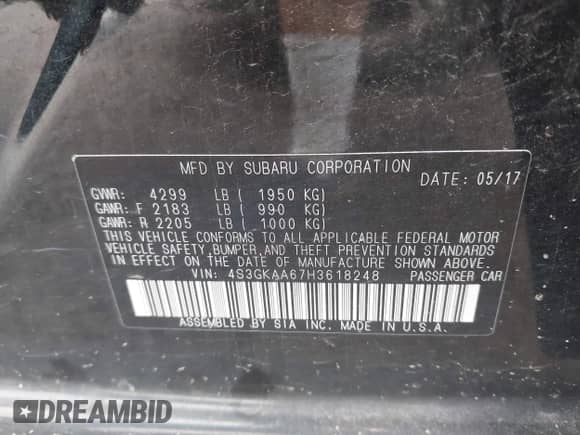 MFD BY SUBARU CORPORATION
DATE: 05/17
GVWR: 4299 LB ( 1950 KG)
GAWR: F 2183 LB ( 990 KG)
GAWR: R 2205 LB ( 1000 KG)
THIS VEHICLE CONFORMS TO ALL APPLICABLE FEDERAL MOTOR
VEHICLE SAFETY, BUMPER, AND THEFT PREVENTION STANDARDS
IN EFFECT ON THE DATE OF MANUFACTURE SHOWN ABOVE.
VIN: 4S3GKAA67H3618248 PASSENGER CAR
ASSEMBLED BY SIA INC. MADE IN U.S.A.
DREAMBID